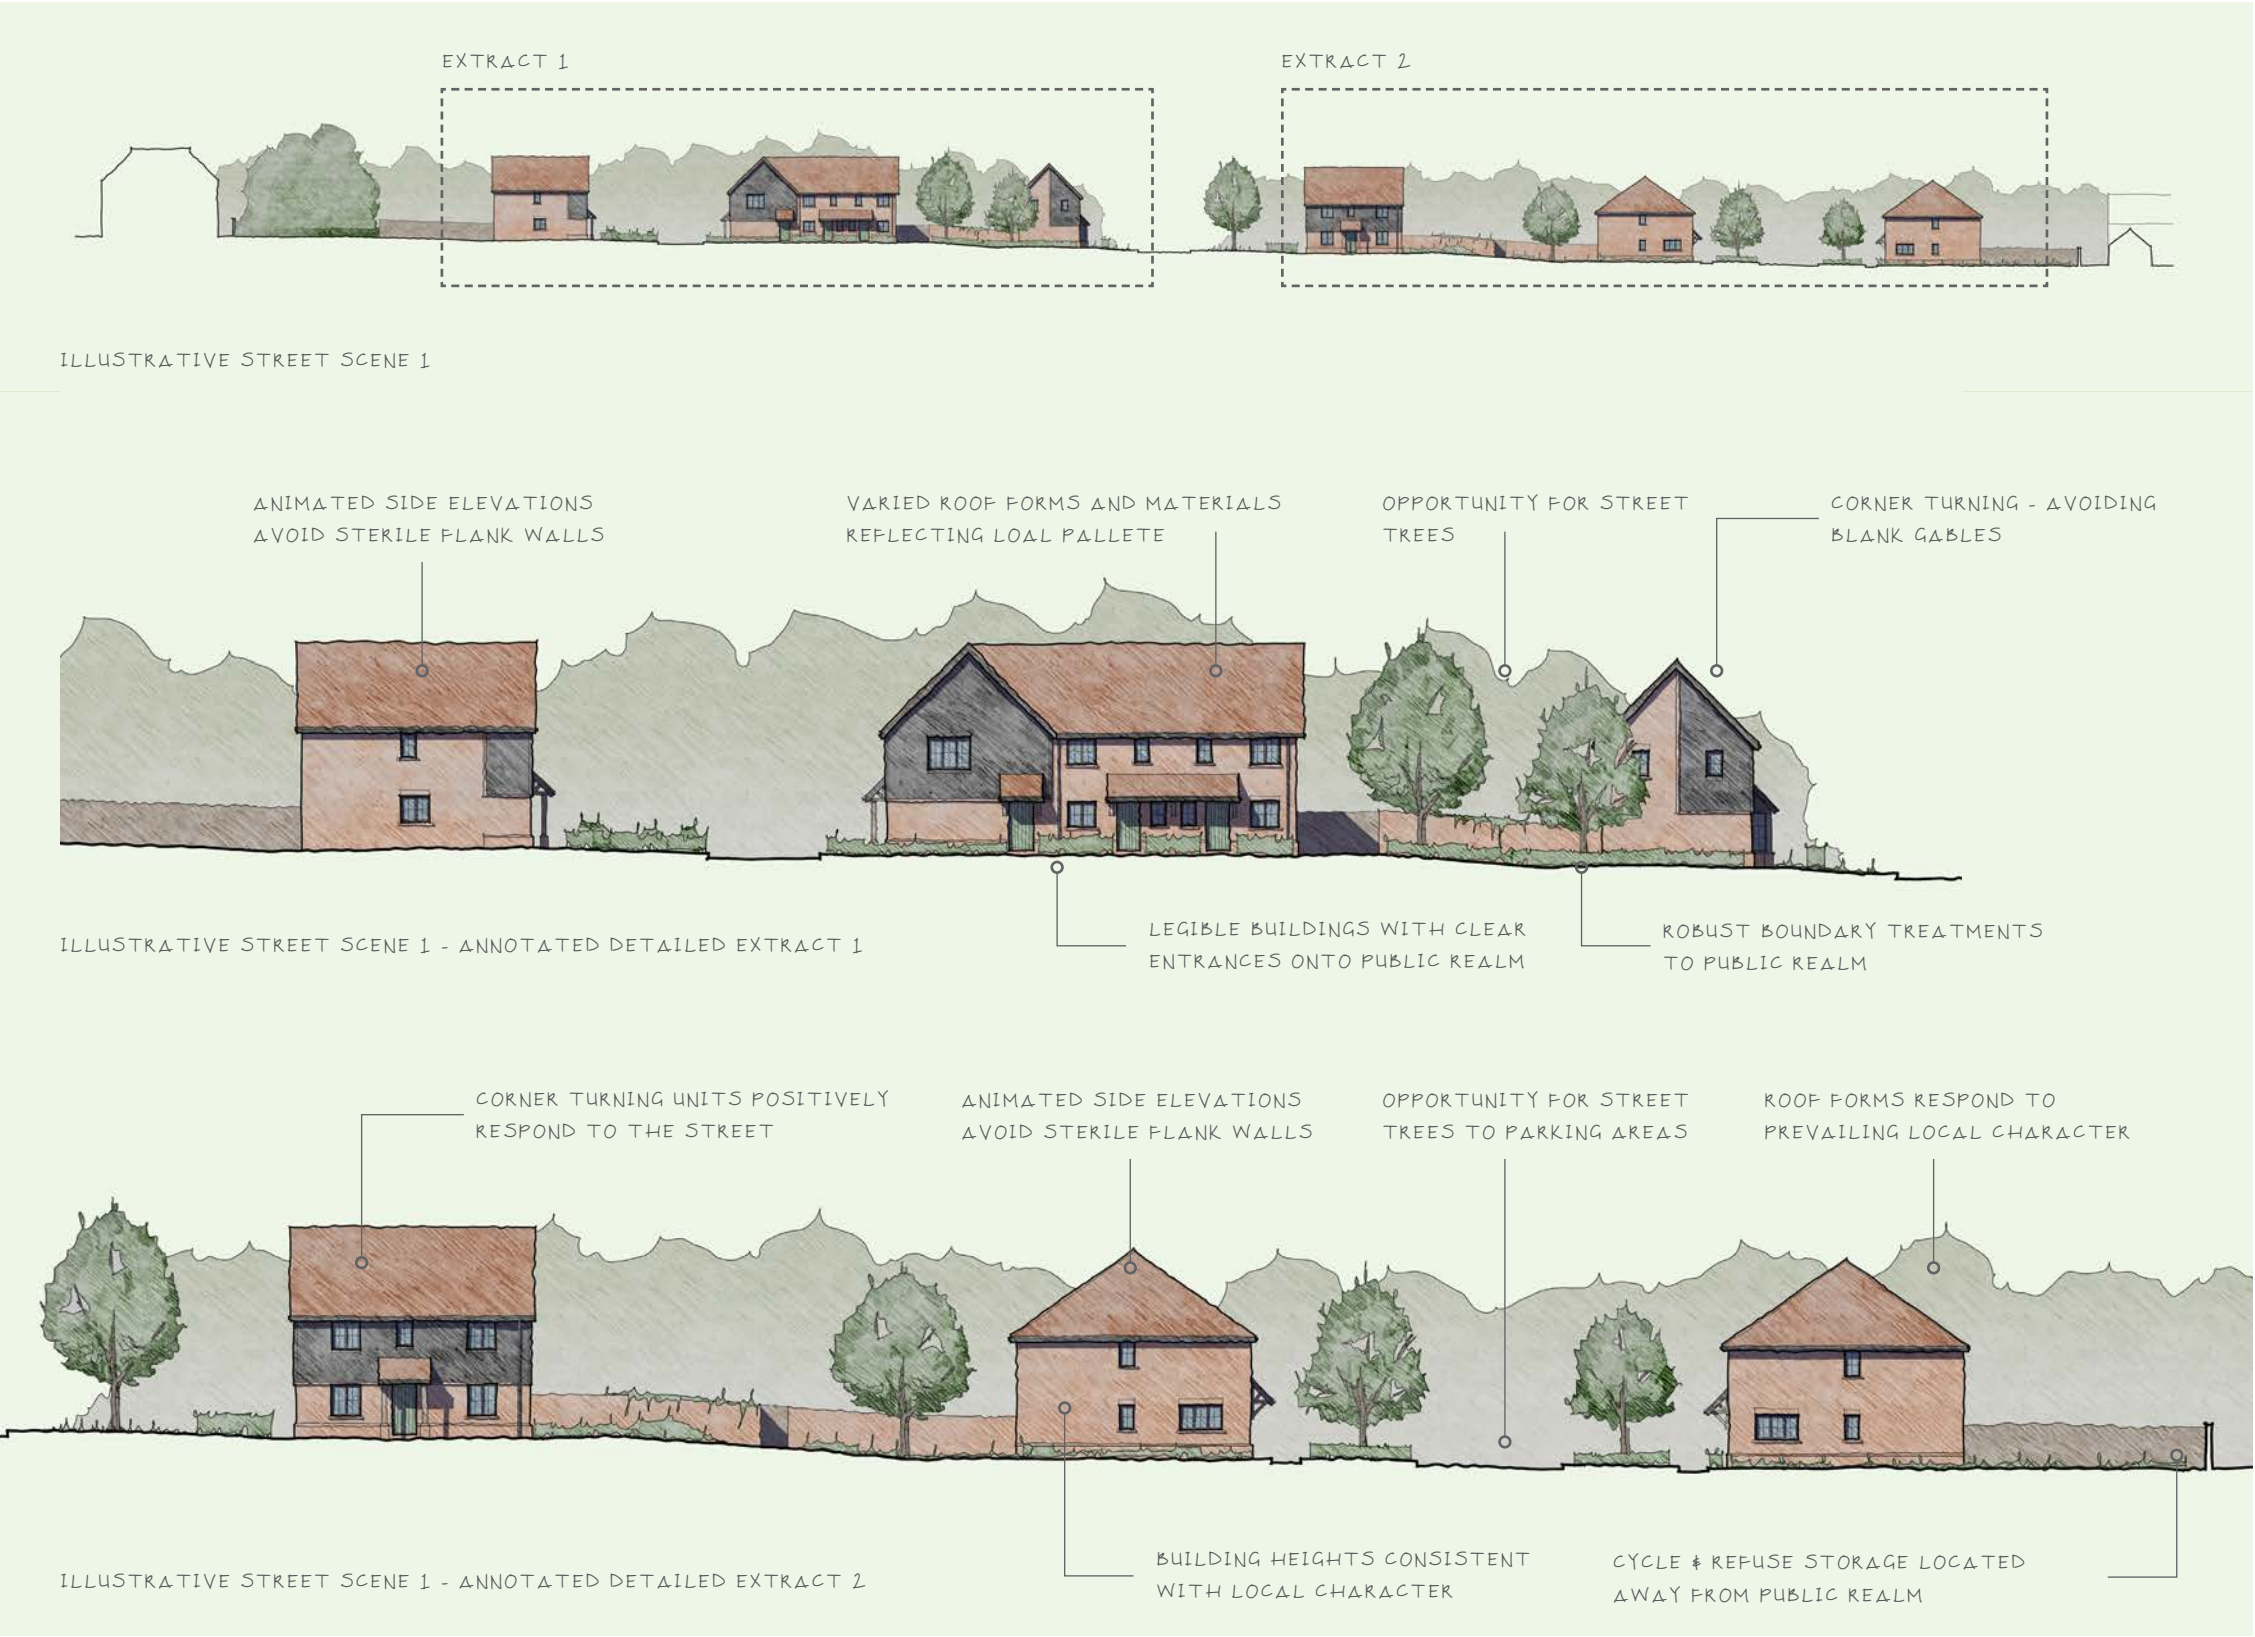 EXTRACT 1
EXTRACT 2
ILLUSTRATIVE STREET SCENE 1
ANIMATED SIDE ELEVATIONS
AVOID STERILE FLANK WALLS
VARIED ROOF FORMS AND MATERIALS
REFLECTING LOAL PALLETE
OPPORTUNITY FOR STREET
TREES
CORNER TURNING - AVOIDING
BLANK GABLES
LEGIBLE BUILDINGS WITH CLEAR
ENTRANCES ONTO PUBLIC REALM
ROBUST BOUNDARY TREATMENTS
TO PUBLIC REALM
ILLUSTRATIVE STREET SCENE 1 - ANNOTATED DETAILED EXTRACT 1
CORNER TURNING UNITS POSITIVELY
RESPOND TO THE STREET
ANIMATED SIDE ELEVATIONS
AVOID STERILE FLANK WALLS
OPPORTUNITY FOR STREET
TREES TO PARKING AREAS
ROOF FORMS RESPOND TO
PREVAILING LOCAL CHARACTER
BUILDING HEIGHTS CONSISTENT
WITH LOCAL CHARACTER
CYCLE & REFUSE STORAGE LOCATED
AWAY FROM PUBLIC REALM
ILLUSTRATIVE STREET SCENE 1 - ANNOTATED DETAILED EXTRACT 2